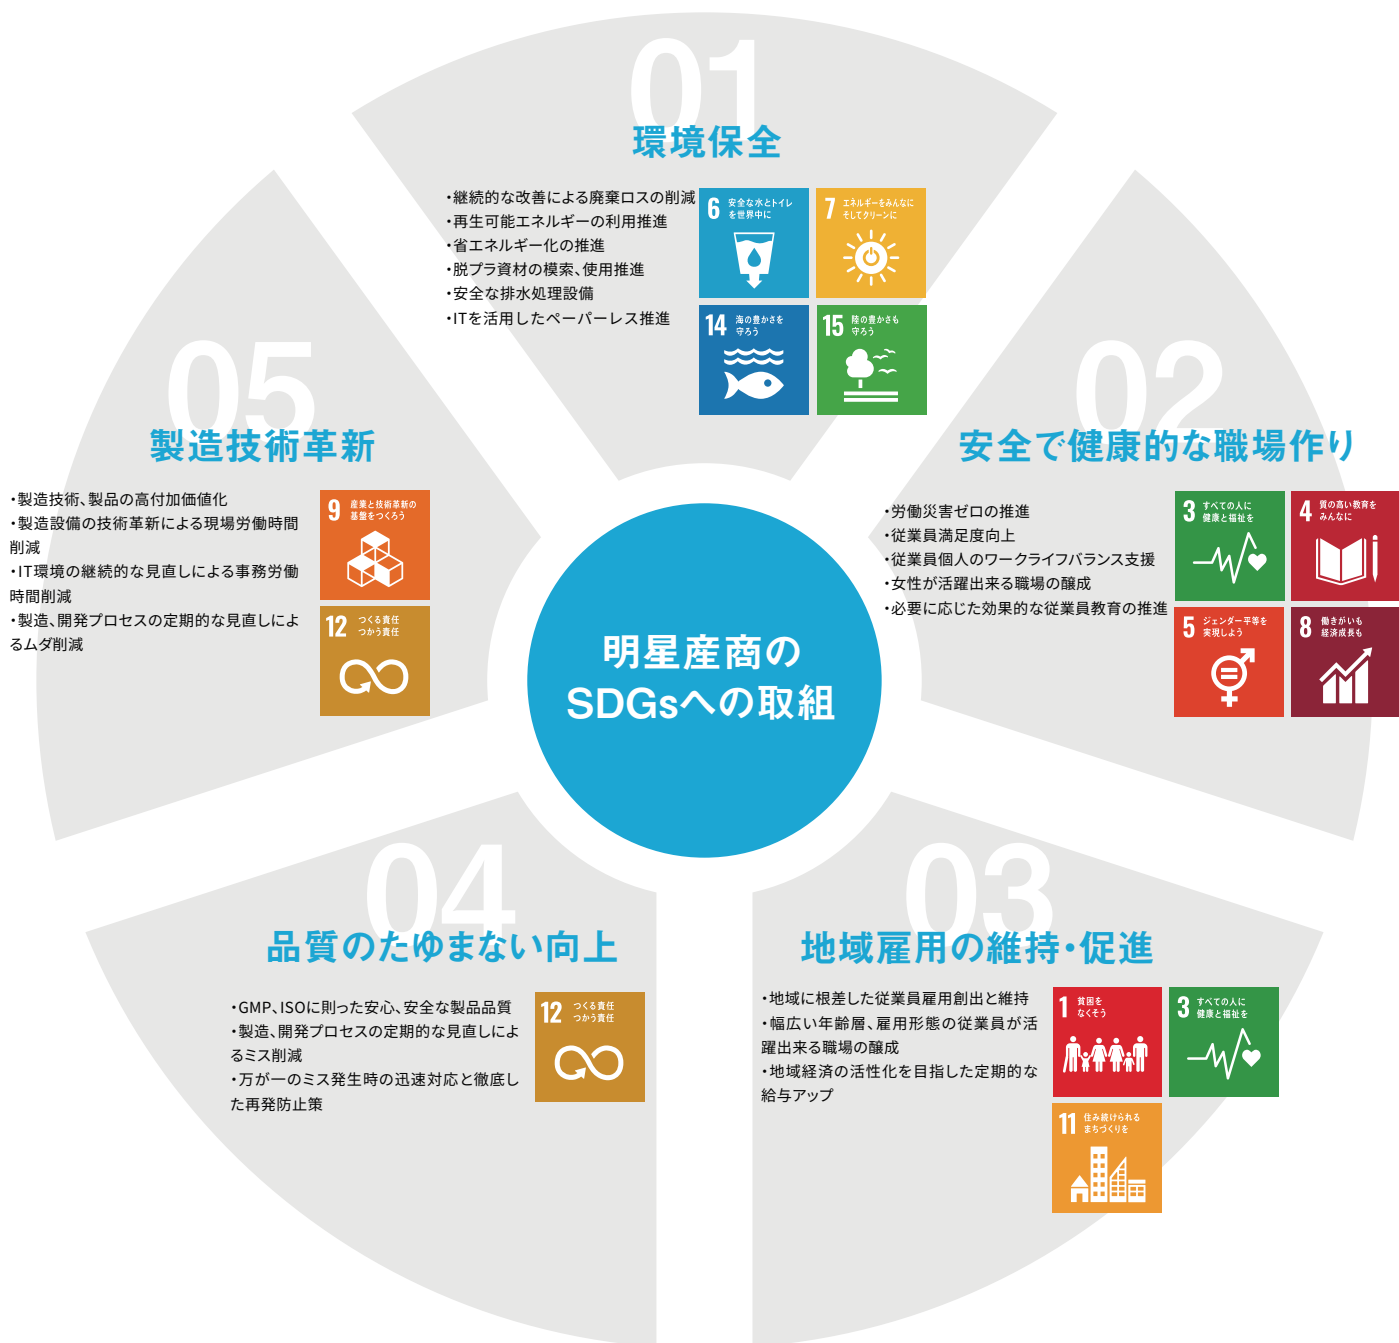 01
環境保全
・継続的な改善による廃棄ロスの削減
・再生可能エネルギーの利用推進
・省エネルギー化の推進
・脱プラ資材の模索、使用推進
・安全な排水処理設備
・ITを活用したペーパーレス推進
6 安全な水とトイレ
を世界中に
7 エネルギーをみんなに
そしてクリーンに
14 海の豊かさを
守ろう
15 陸の豊かさも
守ろう
02
安全で健康的な職場作り
・労働災害ゼロの推進
・従業員満足度向上
・従業員個人のワークライフバランス支援
・女性が活躍出来る職場の醸成
・必要に応じた効果的な従業員教育の推進
3 すべての人に
健康と福祉を
4 質の高い教育を
みんなに
5 ジェンダー平等を
実現しよう
8 働きがいも
経済成長も
明星産商の
SDGsへの取組
03
地域雇用の維持・促進
・地域に根差した従業員雇用創出と維持
・幅広い年齢層、雇用形態の従業員が活
躍出来る職場の醸成
・地域経済の活性化を目指した定期的な
給与アップ
1 貧困を
なくそう
3 すべての人に
健康と福祉を
11 住み続けられる
まちづくりを
04
品質のたゆまない向上
・GMP、ISOに則った安心、安全な製品品質
・製造、開発プロセスの定期的な見直しによ
るミス削減
・万が一のミス発生時の迅速対応と徹底し
た再発防止策
12 つくる責任
つかう責任
05
製造技術革新
・製造技術、製品の高付加価値化
・製造設備の技術革新による現場労働時間
削減
・IT環境の継続的な見直しによる事務労働
時間削減
・製造、開発プロセスの定期的な見直しによ
るムダ削減
9 産業と技術革新の
基盤をつくろう
12 つくる責任
つかう責任